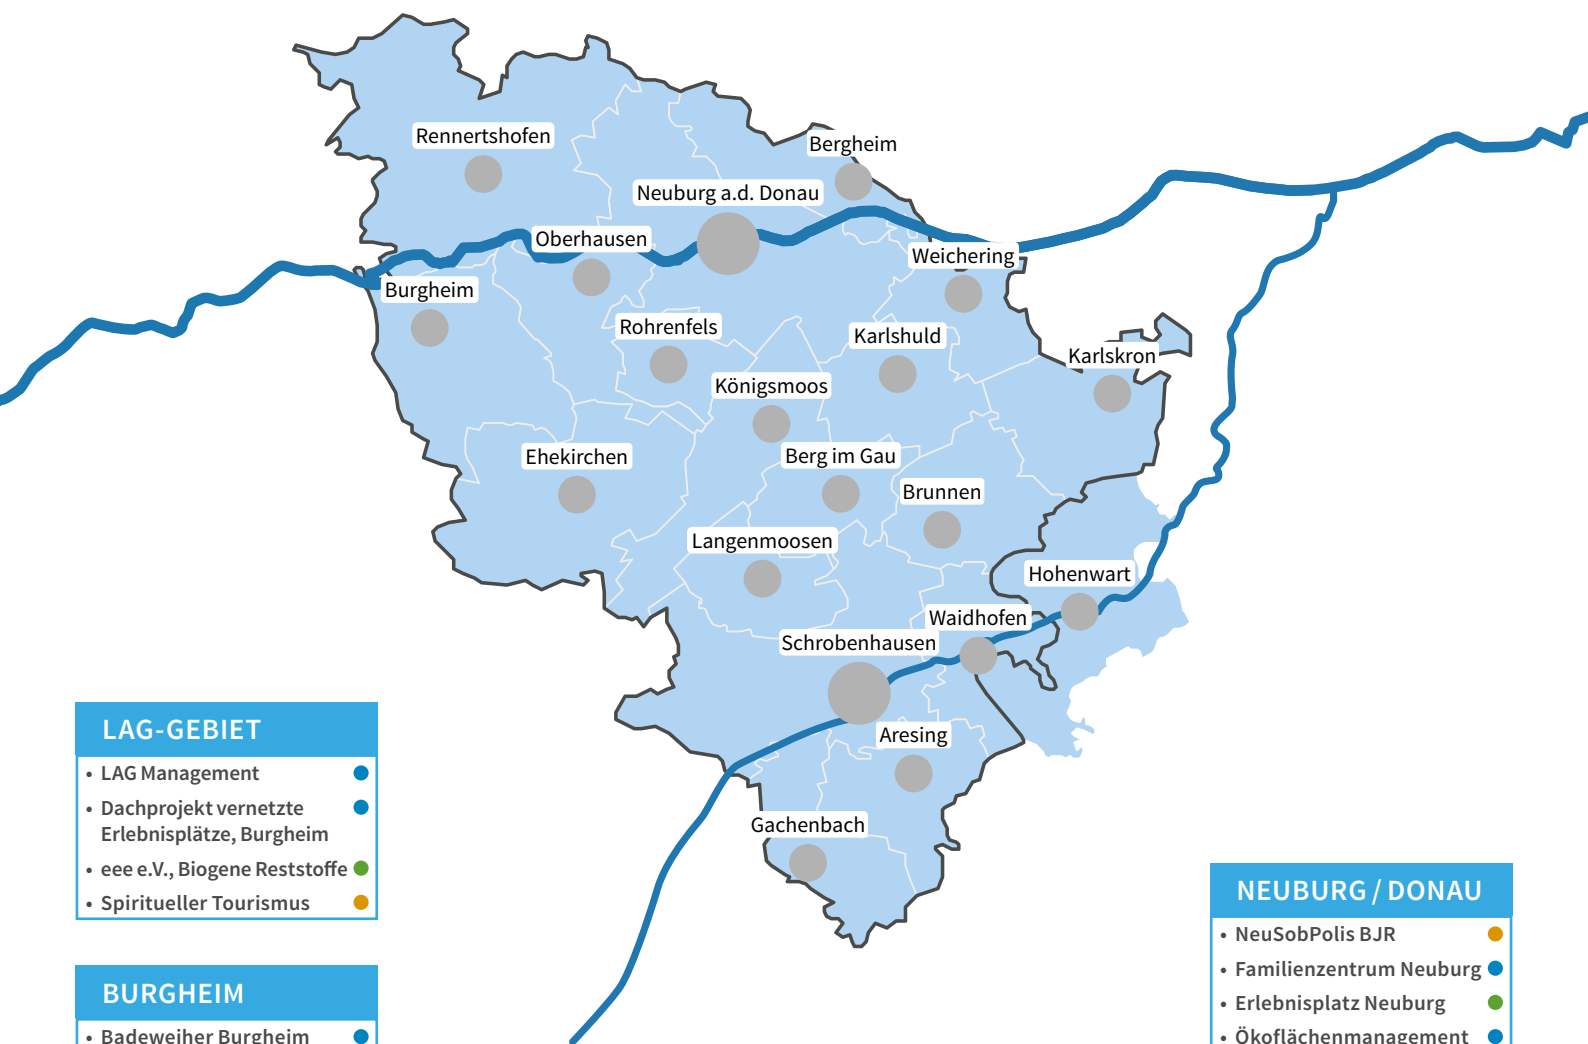 Rennertshofen
Bergheim
Neuburg a.d. Donau
Oberhausen
Weichering
Burgheim
Rohrenfels
Karlshuld
Karlskron
Königsmoos
Ehekirchen
Berg im Gau
Brunnen
Langenmoosen
Hohenwart
Waidhofen
Schrobenhausen
Aresing
Gachenbach
LAG-GEBIET
• LAG Management
• Dachprojekt vernetzte
Erlebnisplätze, Burgheim
• eee e.V., Biogene Reststoffe
• Spiritueller Tourismus
BURGHEIM
• Badeweiher Burgheim
NEUBURG / DONAU
• NeuSobPolis BJR
• Familienzentrum Neuburg
• Erlebnisplatz Neuburg
• Ökoflächenmanagement